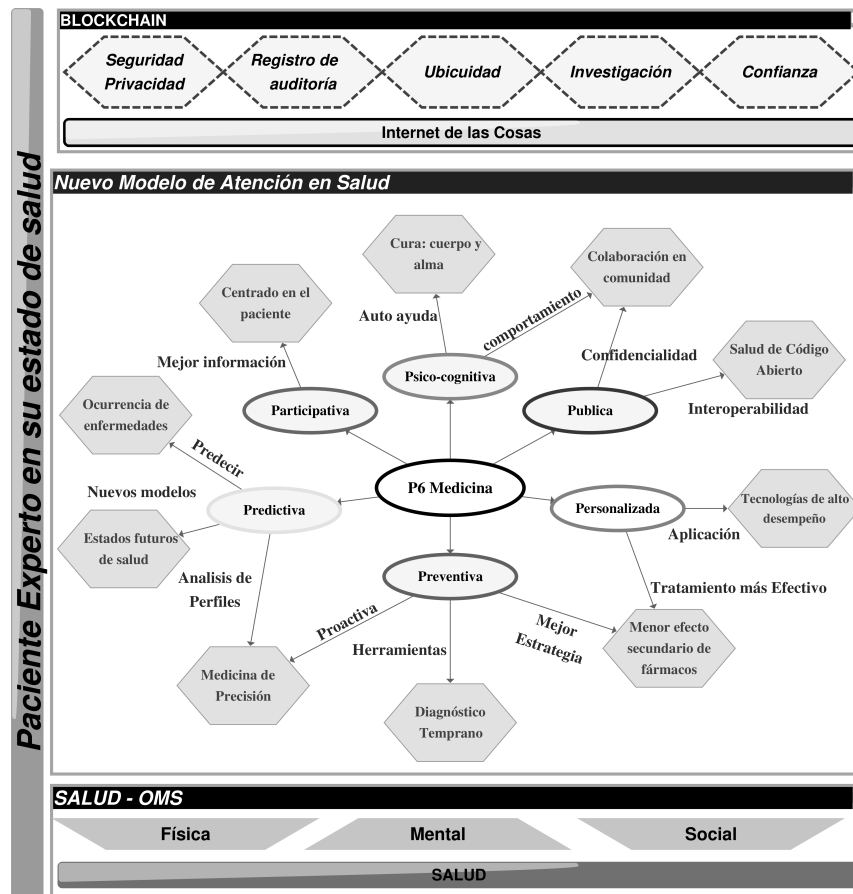 Paciente Experto en su estado de salud
BLOCKCHAIN
Seguridad
Privacidad
Registro de
auditoría
Ubicuidad
Investigación
Confianza
Internet de las Cosas
Nuevo Modelo de Atención en Salud
Cura: cuerpo y
alma
Colaboración en
comunidad
Centrado en el
paciente
Auto ayuda
comportamiento
Mejor información
Confidencialidad
Salud de Código
Abierto
Psico-cognitiva
Ocurrencia de
enfermedades
Participativa
Publica
Interoperabilidad
Predecir
P6 Medicina
Nuevos modelos
Predictiva
Personalizada
Tecnologías de alto
desempeño
Aplicación
Estados futuros
de salud
Analisis de
Perfiles
Preventiva
Tratamiento más Efectivo
Proactiva
Herramientas
Mejor
Estrategia
Menor efecto
secundario de
fármacos
Medicina de
Precisión
Diagnóstico
Temprano
SALUD - OMS
Física
Mental
Social
SALUD